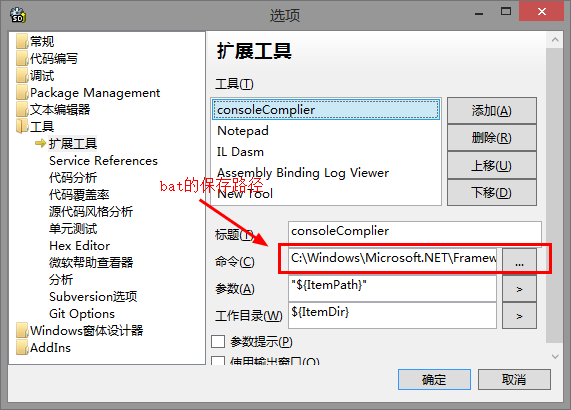 选项
常规
代码编写
调试
Package Management
文本编辑器
工具
扩展工具
Service References
代码分析
代码覆盖率
源代码风格分析
单元测试
Hex Editor
微软帮助查看器
分析
Subversion选项
Git Options
Windows窗体设计器
AddIns
扩展工具
工具(T)
consoleComplier
Notepad
IL Dasm
Assembly Binding Log Viewer
New Tool
添加(A)
删除(R)
上移(U)
下移(D)
bat的保存路径
标题(T) consoleComplier
命令(C) C:\Windows\Microsoft.NET\Framew ...
参数(A) "${ItemPath}" >
工作目录(W) ${ItemDir} >
参数提示(P)
使用输出窗口(O)
确定
取消